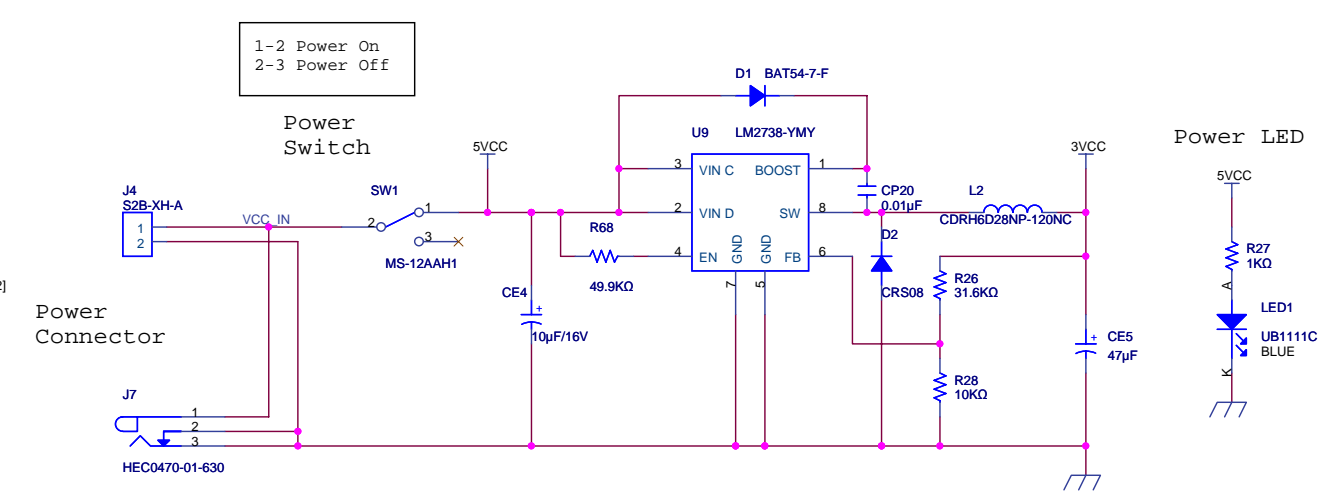 1-2 Power On
2-3 Power Off
Power
Switch
D1 BAT54-7-F
U9 LM2738-YMY
5VCC
3VCC
Power LED
5VCC
J4
S2B-XH-A
1
2
VCC_IN
SW1
2
1
3
MS-12AAH1
R68
49.9KΩ
3 VIN C BOOST 1
2 VIN D SW 8
4 EN GND GND FB 6
7 5
CP20
0.01µF
L2
CDRH6D28NP-120NC
D2
CRS08
R26
31.6KΩ
R28
10KΩ
CE4
+
10µF/16V
+
CE5
47µF
R27
1KΩ
A
LED1
UB1111C
BLUE
K
2]
Power
Connector
J7
1
2
3
HEC0470-01-630